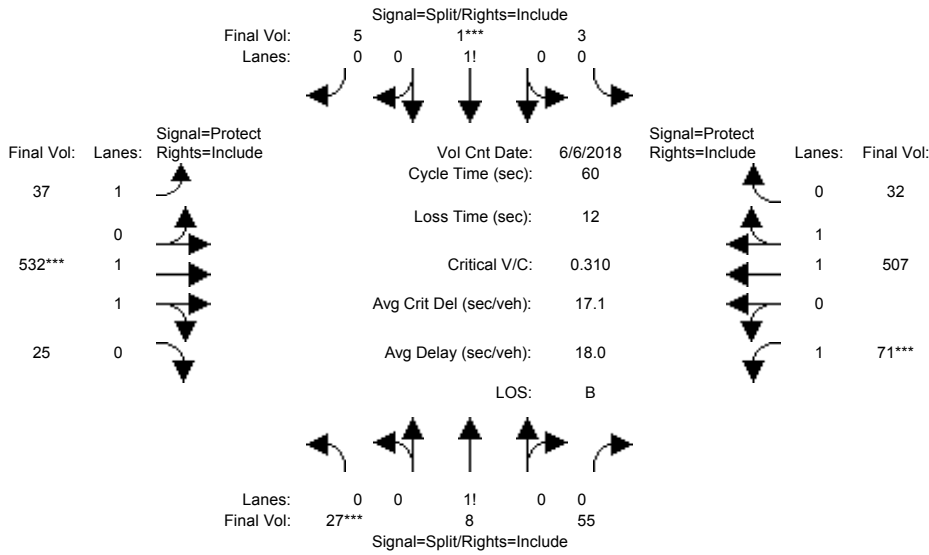 Signal=Split/Rights=Include
Final Vol: 5 1*** 3
Lanes: 0 0 1! 0 0
Signal=Protect
Final Vol: Lanes: Rights=Include
Vol Cnt Date: 6/6/2018
Signal=Protect
Rights=Include Lanes: Final Vol:
Cycle Time (sec): 60
37 1
0 32
Loss Time (sec): 12
0
1
532*** 1
Critical V/C: 0.310
1 507
1
Avg Crit Del (sec/veh): 17.1
0
25 0
Avg Delay (sec/veh): 18.0
1 71***
LOS: B
Lanes: 0 0 1! 0 0
Final Vol: 27*** 8 55
Signal=Split/Rights=Include